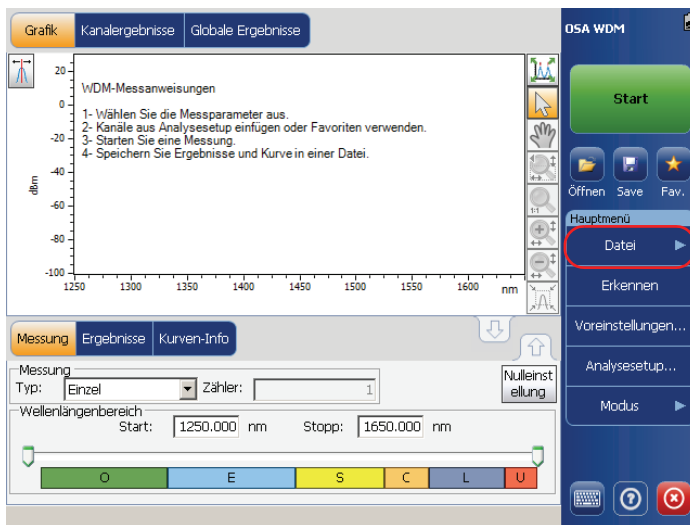 Grafik Kanalergebnisse Globale Ergebnisse
OSA WDM
WDM-Messanweisungen
1- Wählen Sie die Messparameter aus.
2- Kanäle aus Analysesetup einfügen oder Favoriten verwenden.
3- Starten Sie eine Messung.
4- Speichern Sie Ergebnisse und Kurve in einer Datei.
20
0
-20
-40
-60
-80
-100
dBm
1250 1300 1350 1400 1450 1500 1550 1600 nm
1:1
Start
Öffnen Save Fav.
Hauptmenü
Datei
Erkennen
Voreinstellungen...
Analysesetup...
Modus
Messung Ergebnisse Kurven-Info
Messung
Typ: Einzel Zähler: 1
Nulleinst
ellung
Wellenlängenbereich
Start: 1250.000 nm Stopp: 1650.000 nm
O E S C L U